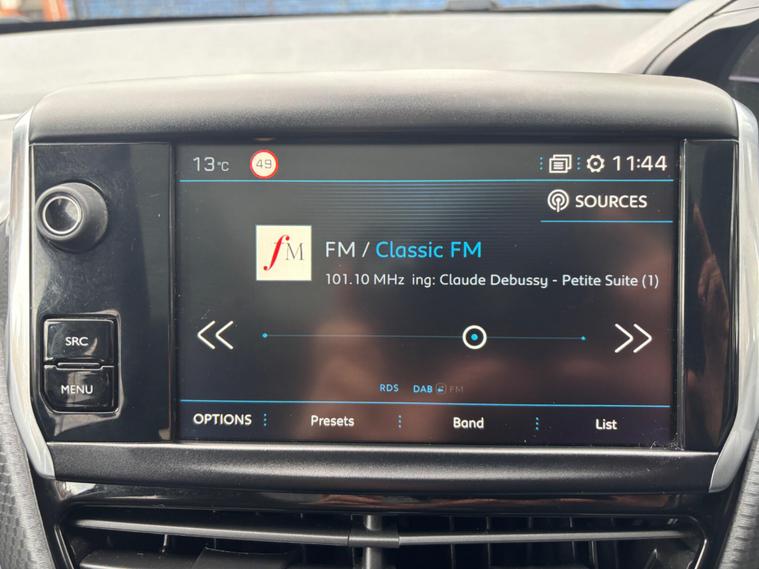 13°C 49 11:44
SOURCES
fM FM / Classic FM
101.10 MHz ing: Claude Debussy - Petite Suite (1)
SRC
MENU
RDS DAB FM
OPTIONS Presets Band List